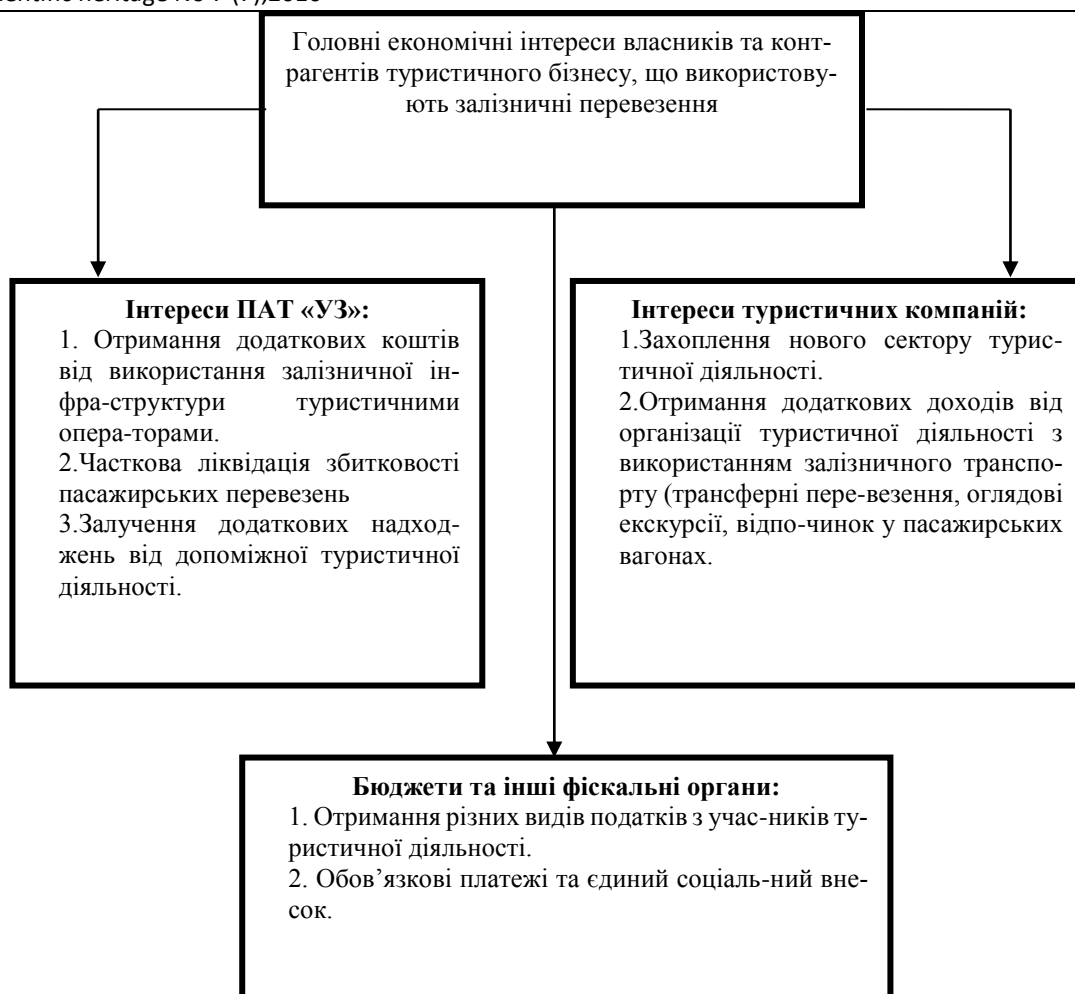 Головні економічні інтереси власників та конт-
рагентів туристичного бізнесу, що використову-
ють залізничні перевезення
Інтереси ПАТ «УЗ»:
1. Отримання додаткових коштів
від використання залізничної ін-
фра-структури туристичними
опера-торами.
2.Часткова ліквідація збитковості
пасажирських перевезень
3.Залучення додаткових надход-
жень від допоміжної туристичної
діяльності.
Інтереси туристичних компаній:
1.Захоплення нового сектору турис-
тичної діяльності.
2.Отримання додаткових доходів від
організації туристичної діяльності з
використанням залізничного транспо-
рту (трансферні пере-везення, оглядові
екскурсії, відпо-чинок у пасажирських
вагонах.
Бюджети та інші фіскальні органи:
1. Отримання різних видів податків з учас-ників ту-
ристичної діяльності.
2. Обов’язкові платежі та єдиний соціаль-ний вне-
сок.